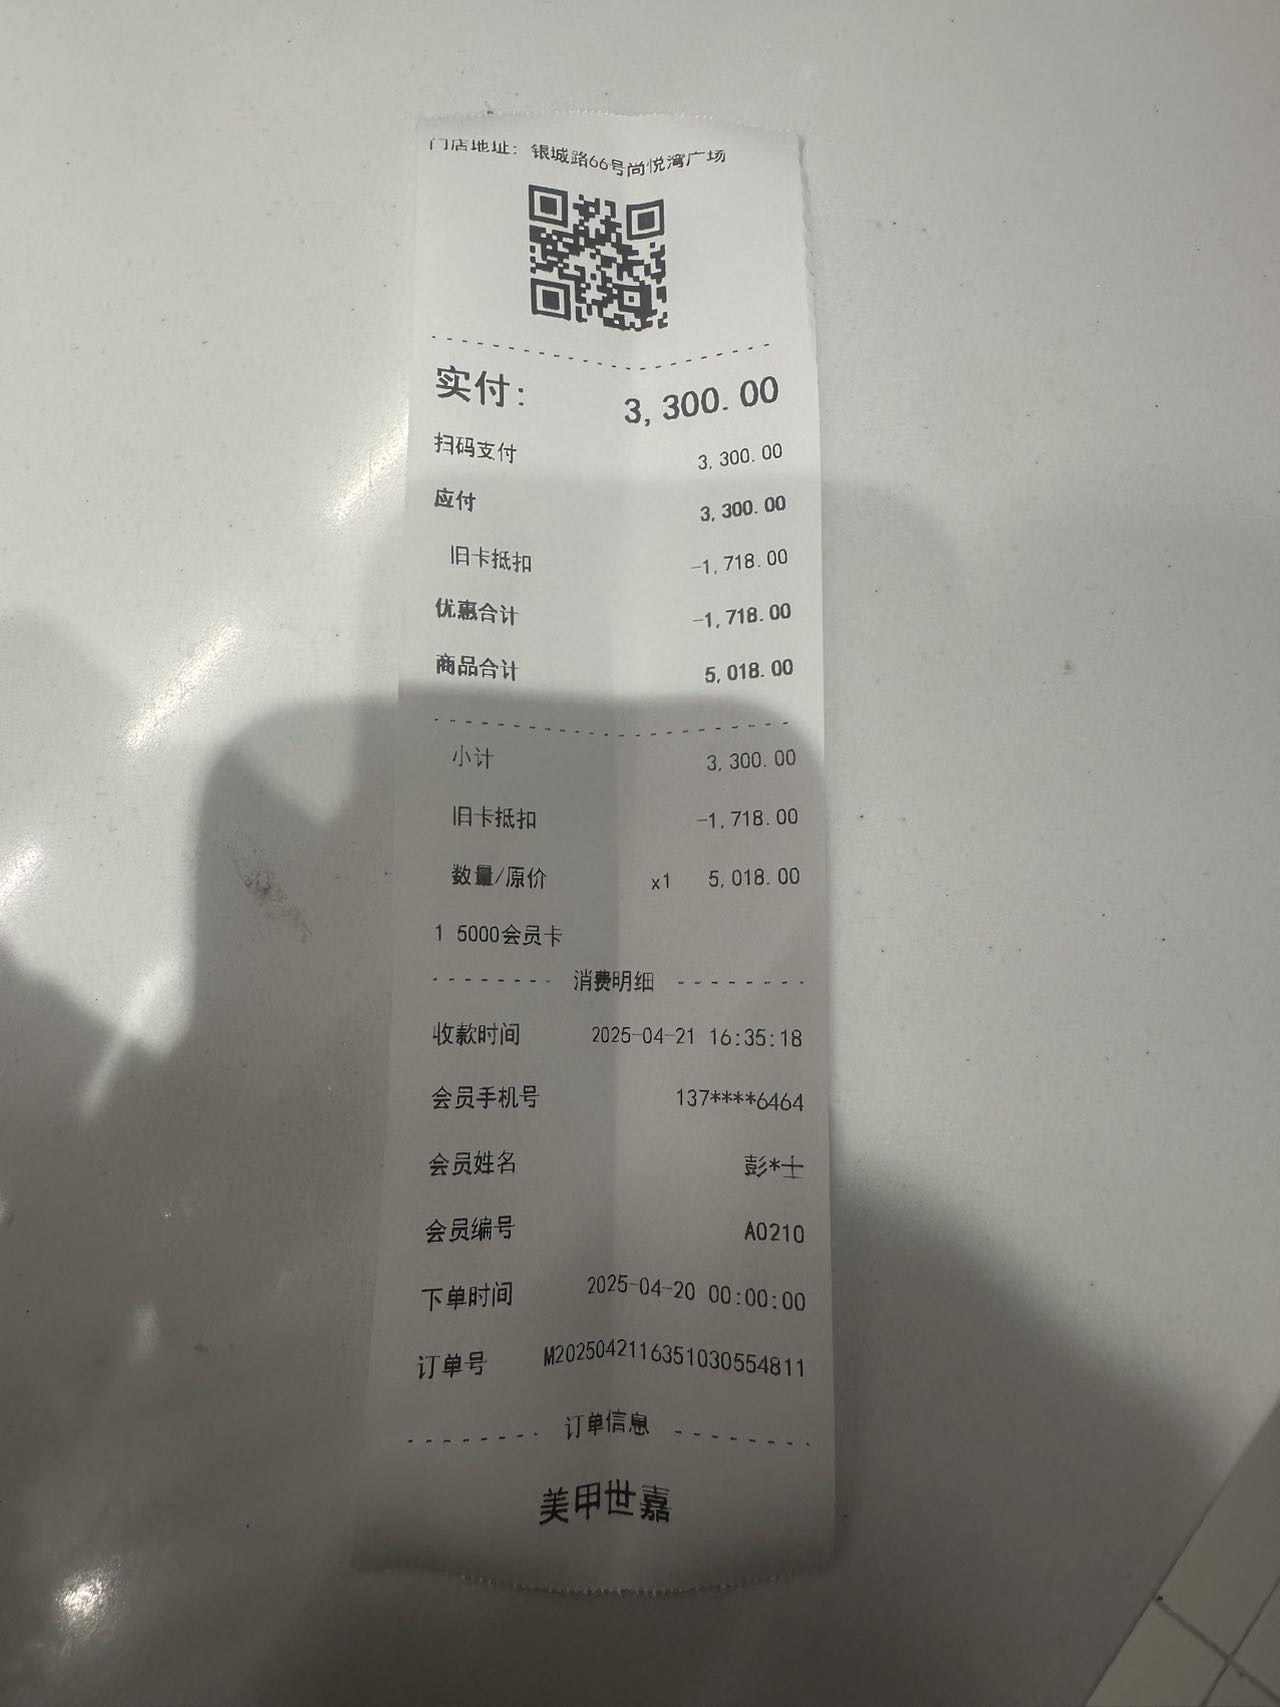 门店地址: 银城路66号尚悦湾广场
实付: 3,300.00
扫码支付 3,300.00
应付 3,300.00
旧卡抵扣 -1,718.00
优惠合计 -1,718.00
商品合计 5,018.00
小计 3,300.00
旧卡抵扣 -1,718.00
数量/原价 x1 5,018.00
1 5000会员卡
消费明细
收款时间 2025-04-21 16:35:18
会员手机号 137****6464
会员姓名 彭*士
会员编号 A0210
下单时间 2025-04-20 00:00:00
订单号 M2025042116351030554811
订单信息
美甲世嘉